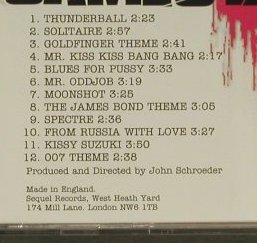 1. THUNDERBALL 2:23
2. SOLITAIRE 2:57
3. GOLDFINGER THEME 2:41
4. MR. KISS KISS BANG BANG 2:17
5. BLUES FOR PUSSY 3:33
6. MR. ODDJOB 3:19
7. MOONSHOT 3:25
8. THE JAMES BOND THEME 3:05
9. SPECTRE 2:36
10. FROM RUSSIA WITH LOVE 3:27
11. KISSY SUZUKI 3:50
12. 007 THEME 2:38
Produced and Directed by John Schroeder
Made in England.
Sequel Records, West Heath Yard
174 Mill Lane. London NW6 1TB